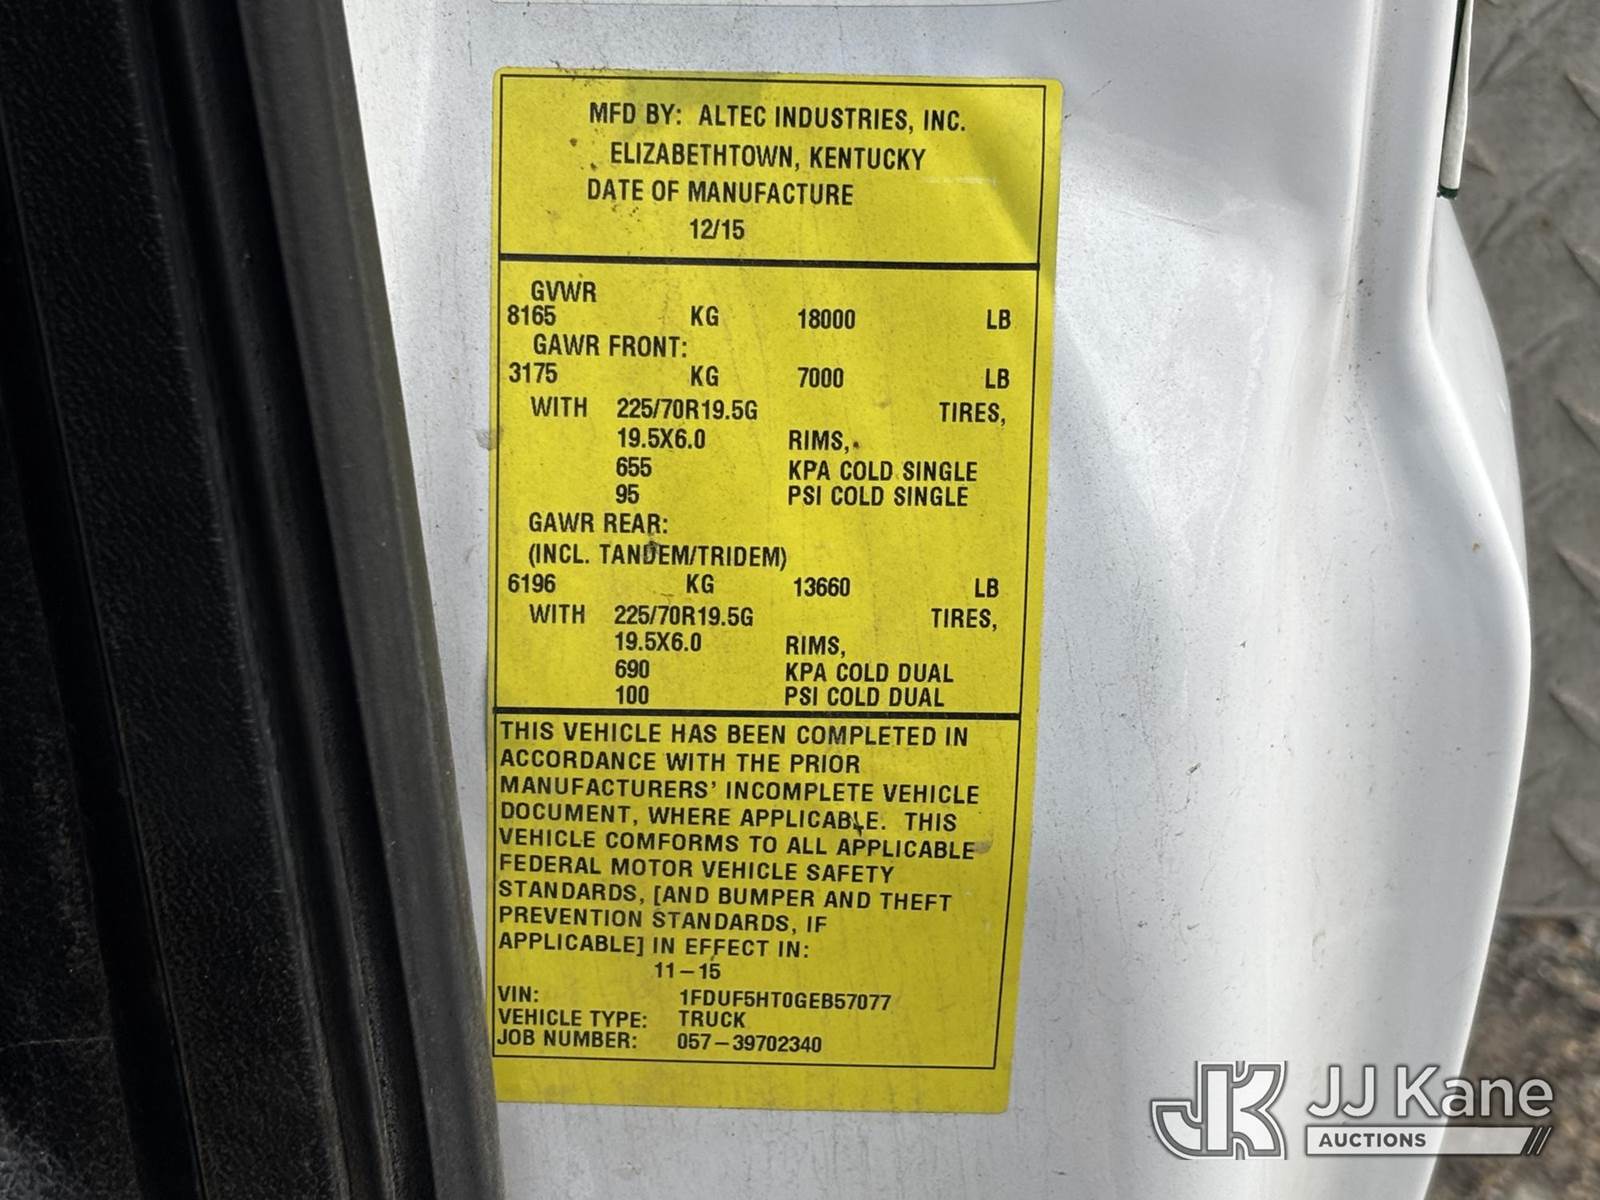 MFD BY: ALTEC INDUSTRIES, INC.
ELIZABETHTOWN, KENTUCKY
DATE OF MANUFACTURE
12/15
GVWR
8165 KG 18000 LB
GAWR FRONT:
3175 KG 7000 LB
WITH 225/70R19.5G TIRES,
19.5X6.0 RIMS,
655 KPA COLD SINGLE
95 PSI COLD SINGLE
GAWR REAR:
(INCL. TANDEM/TRIDEM)
6196 KG 13660 LB
WITH 225/70R19.5G TIRES,
19.5X6.0 RIMS,
690 KPA COLD DUAL
100 PSI COLD DUAL
THIS VEHICLE HAS BEEN COMPLETED IN
ACCORDANCE WITH THE PRIOR
MANUFACTURERS' INCOMPLETE VEHICLE
DOCUMENT, WHERE APPLICABLE. THIS
VEHICLE COMFORMS TO ALL APPLICABLE
FEDERAL MOTOR VEHICLE SAFETY
STANDARDS, [AND BUMPER AND THEFT
PREVENTION STANDARDS, IF
APPLICABLE] IN EFFECT IN:
11-15
VIN: 1FDUF5HT0GEB57077
VEHICLE TYPE: TRUCK
JOB NUMBER: 057-39702340
JK JJ Kane
AUCTIONS